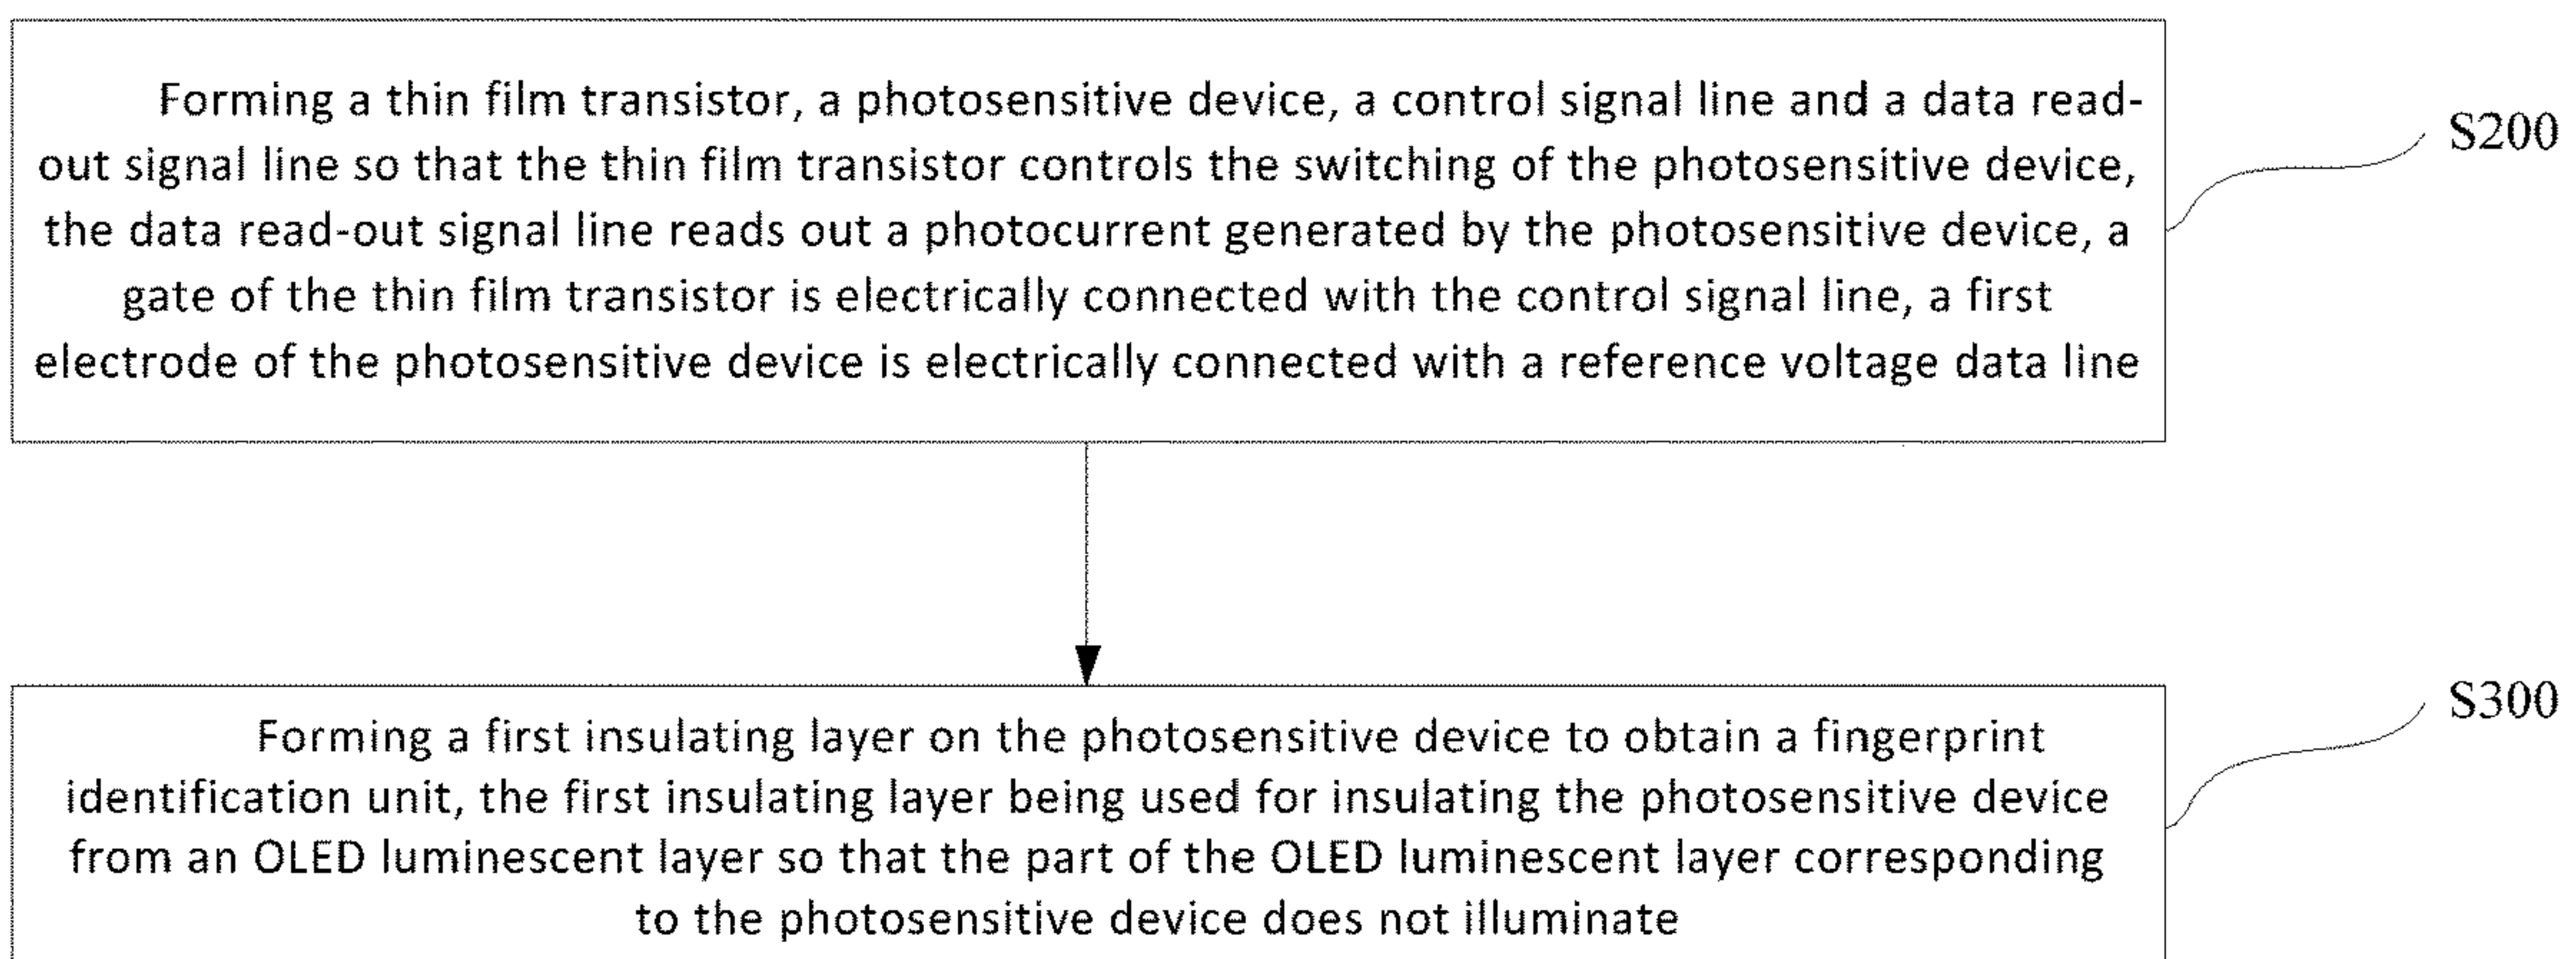 Forming a thin film transistor, a photosensitive device, a control signal line and a data read-
out signal line so that the thin film transistor controls the switching of the photosensitive device,
the data read-out signal line reads out a photocurrent generated by the photosensitive device, a
gate of the thin film transistor is electrically connected with the control signal line, a first
electrode of the photosensitive device is electrically connected with a reference voltage data line
S200
Forming a first insulating layer on the photosensitive device to obtain a fingerprint
identification unit, the first insulating layer being used for insulating the photosensitive device
from an OLED luminescent layer so that the part of the OLED luminescent layer corresponding
to the photosensitive device does not illuminate
S300